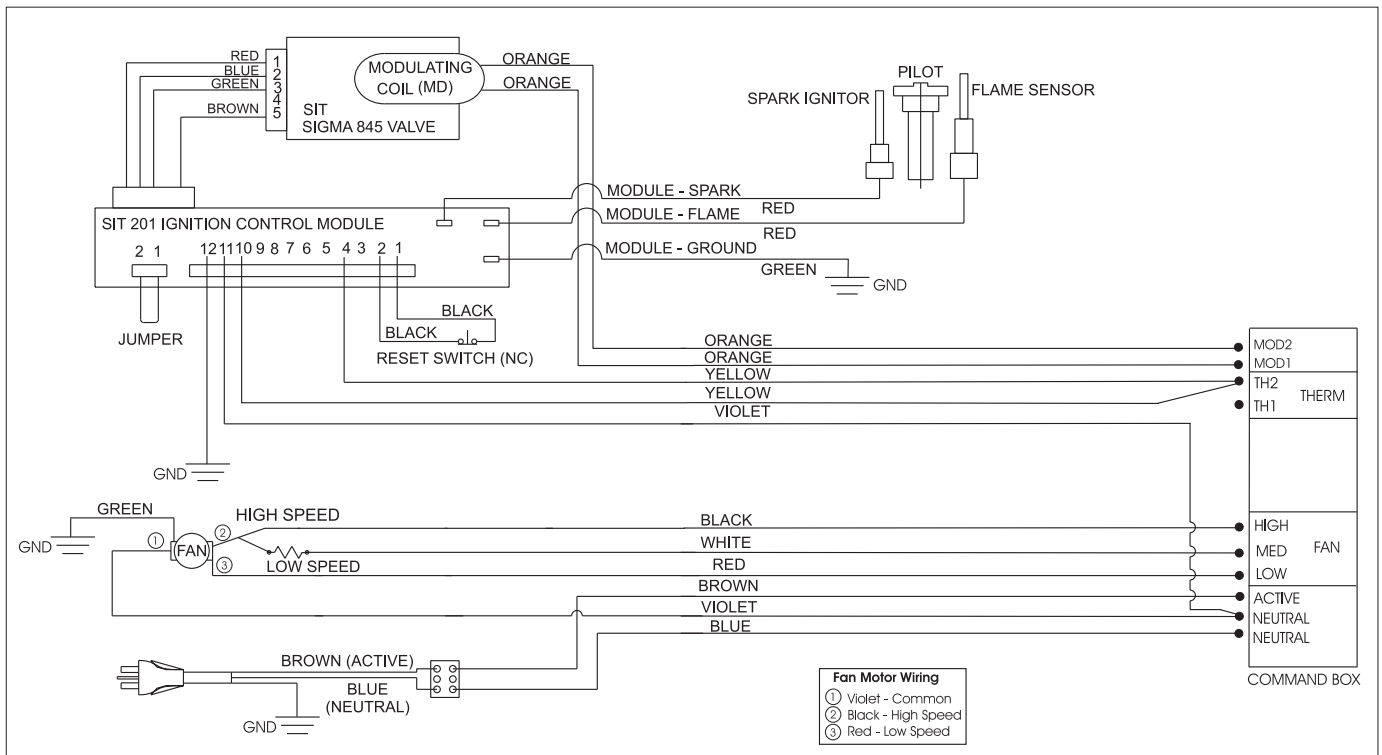 RED
BLUE
GREEN
BROWN
1
2
3
4
5
MODULATING
COIL (MD)
SIT
SIGMA 845 VALVE
ORANGE
ORANGE
SPARK IGNITOR
PILOT
FLAME SENSOR
MODULE - SPARK
RED
MODULE - FLAME
RED
MODULE - GROUND
GREEN
GND
SIT 201 IGNITION CONTROL MODULE
2 1
12 11 10 9 8 7 6 5 4 3 2 1
JUMPER
BLACK
BLACK
RESET SWITCH (NC)
ORANGE
ORANGE
YELLOW
YELLOW
VIOLET
MOD2
MOD1
TH2
THERM
TH1
GND
GREEN
GND
1
FAN
2
3
HIGH SPEED
LOW SPEED
BLACK
WHITE
RED
BROWN
VIOLET
BLUE
HIGH
MED
FAN
LOW
ACTIVE
NEUTRAL
NEUTRAL
COMMAND BOX
BROWN (ACTIVE)
BLUE
(NEUTRAL)
GND
Fan Motor Wiring
1 Violet - Common
2 Black - High Speed
3 Red - Low Speed